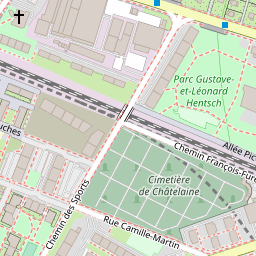 Parc Gustave-
et-Léonard
Hentsch
Allée Pic
Chemin François-Fure
uches
Cimetière
de Châtelaine
Chemin des Sports
Rue Camille-Martin